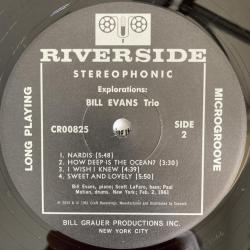 RIVERSIDE
STEREOPHONIC
Explorations:
BILL EVANS Trio
LONG PLAYING
MICROGROOVE
CR00825
SIDE
2
1. NARDIS [5:48]
2. HOW DEEP IS THE OCEAN? [3:30]
3. I WISH I KNEW [4:39]
4. SWEET AND LOVELY [5:50]
Bill Evans, piano; Scott LaFaro, bass; Paul
Motian, drums. New York; Feb. 2, 1961
BILL GRAUER PRODUCTIONS INC.
NEW YORK CITY